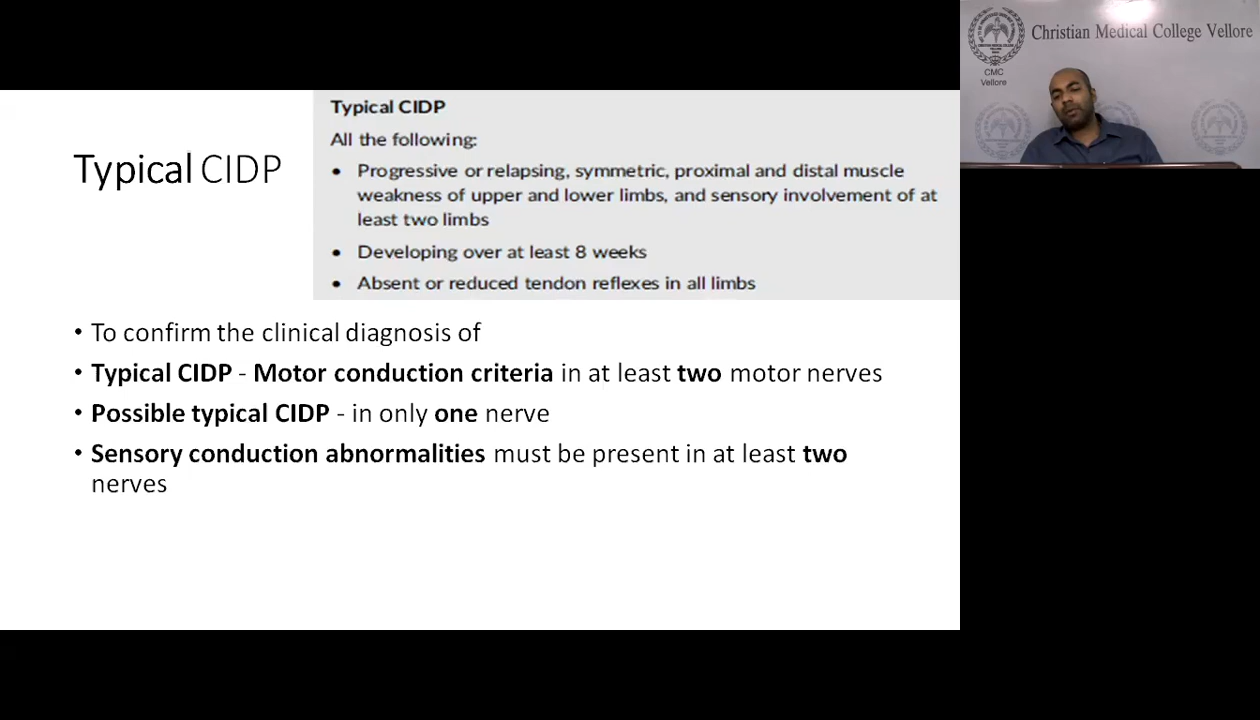 Christian Medical College Vellore
CMC
Vellore
Typical CIDP
Typical CIDP
All the following:
• Progressive or relapsing, symmetric, proximal and distal muscle
weakness of upper and lower limbs, and sensory involvement of at
least two limbs
• Developing over at least 8 weeks
• Absent or reduced tendon reflexes in all limbs
• To confirm the clinical diagnosis of
• Typical CIDP - Motor conduction criteria in at least two motor nerves
• Possible typical CIDP - in only one nerve
• Sensory conduction abnormalities must be present in at least two
nerves